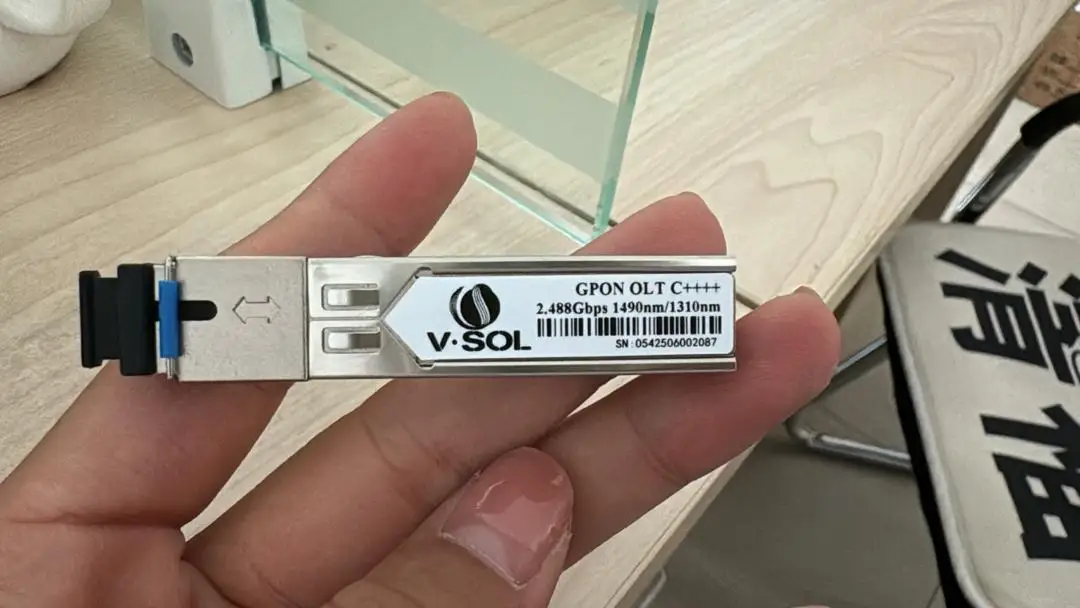 GPON OLT C++++
2.488Gbps 1490nm/1310nm
V·SOL
SN:0542506002087